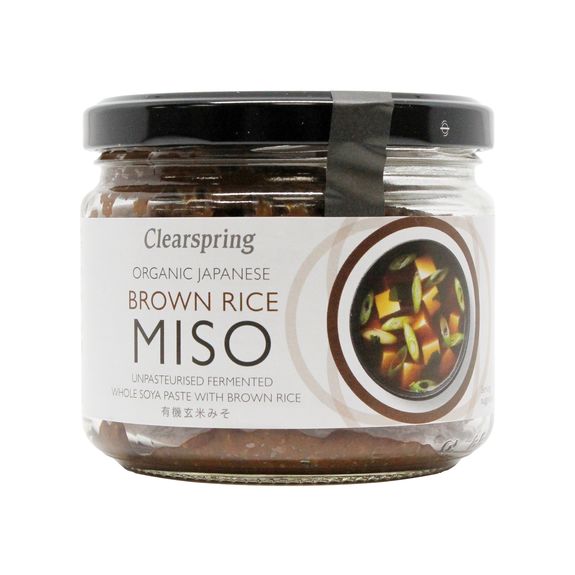 Clearspring
ORGANIC JAPANESE
BROWN RICE
MISO
UNPASTEURISED FERMENTED
WHOLE SOYA PASTE WITH BROWN RICE
有機玄米みそ